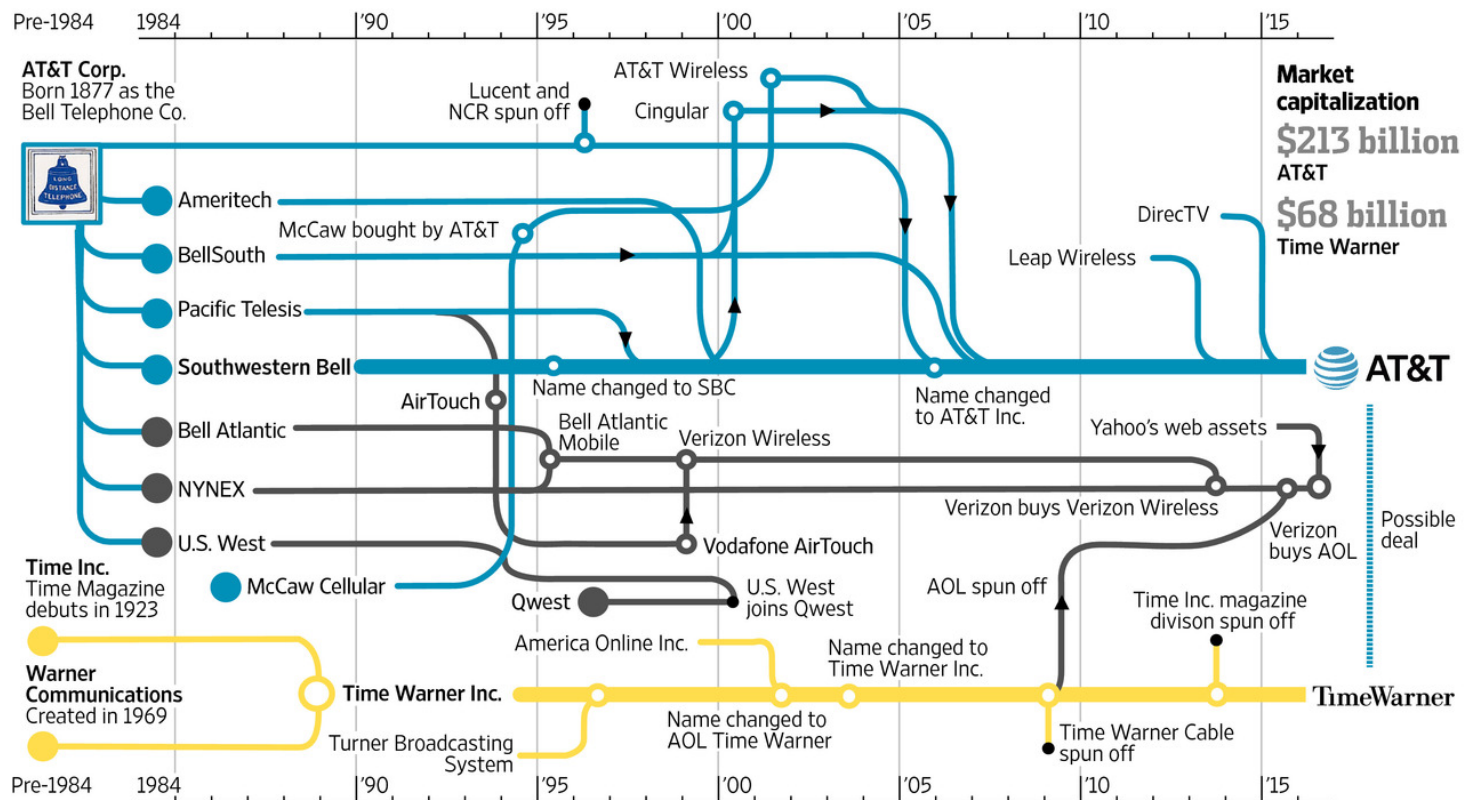 Pre-1984 1984 '90 '95 '00 '05 '10 '15
AT&T Corp.
Born 1877 as the
Bell Telephone Co.
LONG
DISTANCE
TELEPHONE
Lucent and
NCR spun off
AT&T Wireless
Cingular
Market
capitalization
$213 billion
AT&T
$68 billion
Time Warner
Ameritech
McCaw bought by AT&T
BellSouth
Pacific Telesis
Southwestern Bell
Name changed to SBC
DirecTV
Leap Wireless
Name changed
to AT&T Inc.
AT&T
AirTouch
Bell Atlantic
Bell Atlantic
Mobile
Verizon Wireless
Yahoo's web assets
NYNEX
Verizon buys Verizon Wireless
Verizon
buys AOL
Possible
deal
U.S. West
Vodafone AirTouch
McCaw Cellular
Qwest
U.S. West
joins Qwest
AOL spun off
Time Inc.
Time Magazine
debuts in 1923
Time Inc. magazine
divison spun off
America Online Inc.
Name changed to
Time Warner Inc.
Warner
Communications
Created in 1969
Time Warner Inc.
TimeWarner
Name changed to
AOL Time Warner
Turner Broadcasting
System
Time Warner Cable
spun off
Pre-1984 1984 '90 '95 '00 '05 '10 '15